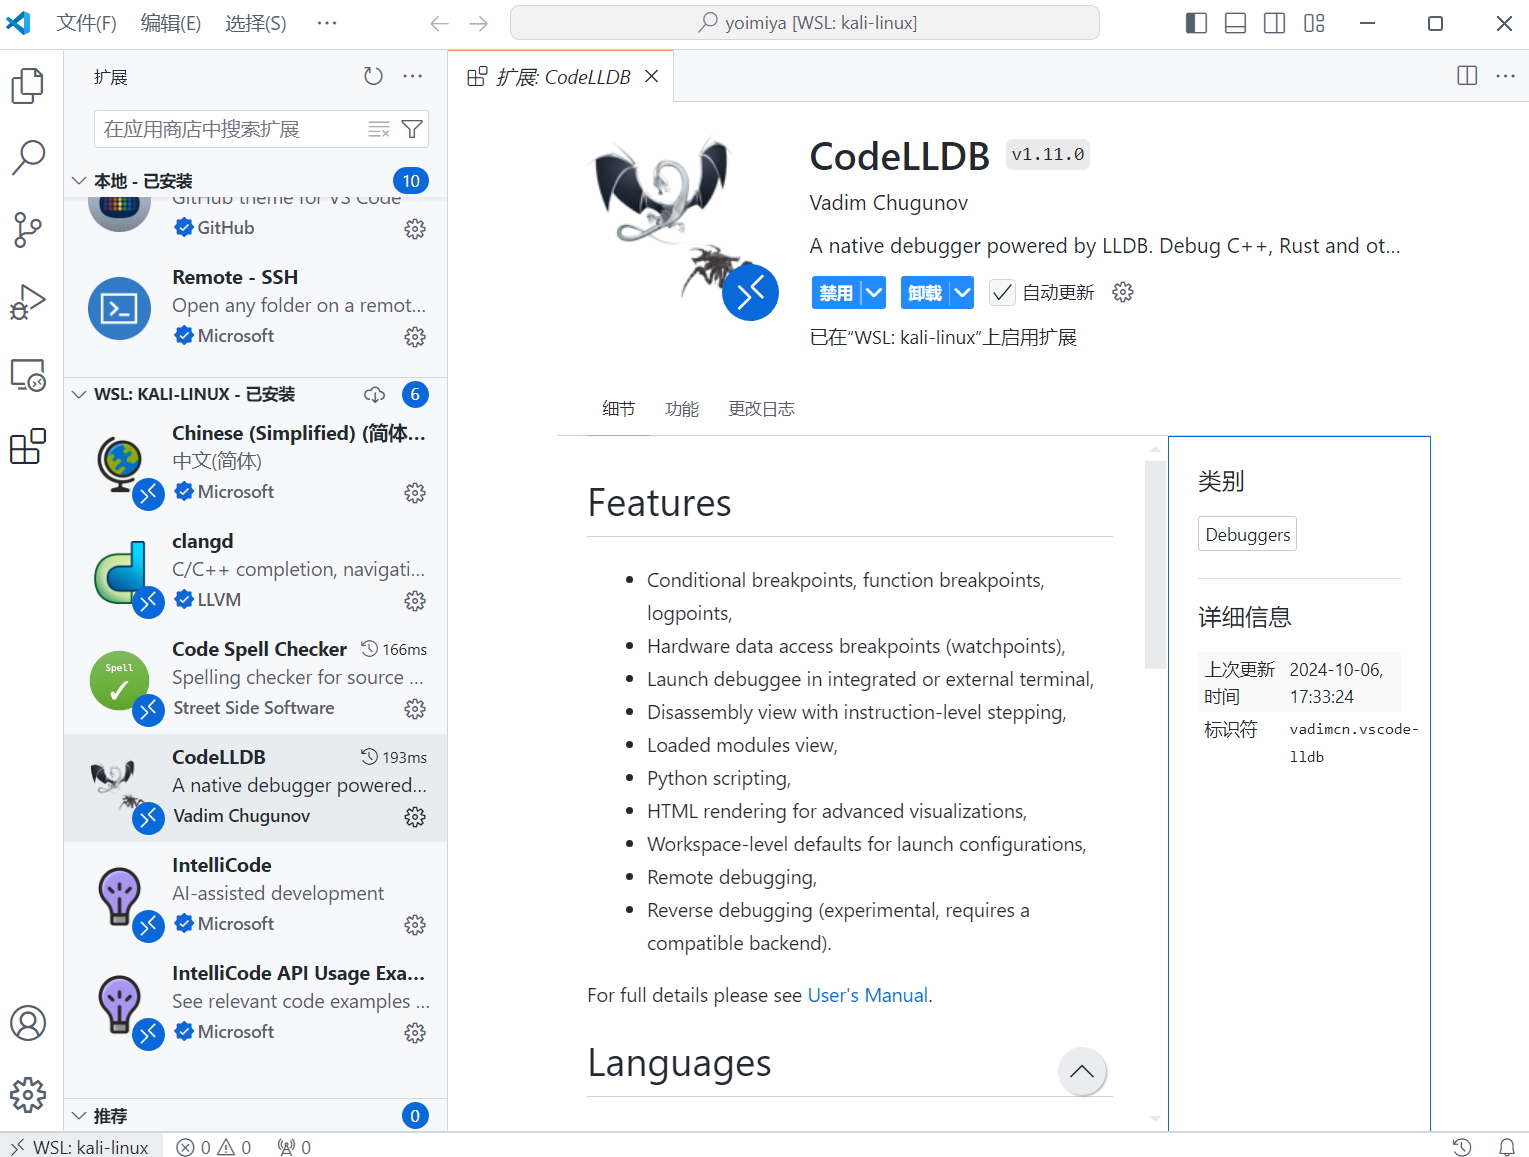 文件(F) 编辑(E) 选择(S) ··· yoimiya [WSL: kali-linux]
扩展
在应用商店中搜索扩展
本地 - 已安装 10
GitHub theme for VS Code
GitHub
Remote - SSH
Open any folder on a remot...
Microsoft
WSL: KALI-LINUX - 已安装 6
Chinese (Simplified) (简体...
中文(简体)
Microsoft
clangd
C/C++ completion, navigati...
LLVM
Code Spell Checker 166ms
Spell
Spelling checker for source ...
Street Side Software
CodeLLDB 193ms
A native debugger powered...
Vadim Chugunov
IntelliCode
AI-assisted development
Microsoft
IntelliCode API Usage Exa...
See relevant code examples ...
Microsoft
推荐 0
扩展: CodeLLDB
CodeLLDB v1.11.0
Vadim Chugunov
A native debugger powered by LLDB. Debug C++, Rust and ot...
禁用 卸载 自动更新
已在“WSL: kali-linux”上启用扩展
细节 功能 更改日志
Features
• Conditional breakpoints, function breakpoints,
logpoints,
• Hardware data access breakpoints (watchpoints),
• Launch debuggee in integrated or external terminal,
• Disassembly view with instruction-level stepping,
• Loaded modules view,
• Python scripting,
• HTML rendering for advanced visualizations,
• Workspace-level defaults for launch configurations,
• Remote debugging,
• Reverse debugging (experimental, requires a
compatible backend).
For full details please see User's Manual.
Languages
类别
Debuggers
详细信息
上次更新 2024-10-06,
时间 17:33:24
标识符 vadimcn.vscode-
lldb
WSL: kali-linux 0 0 0